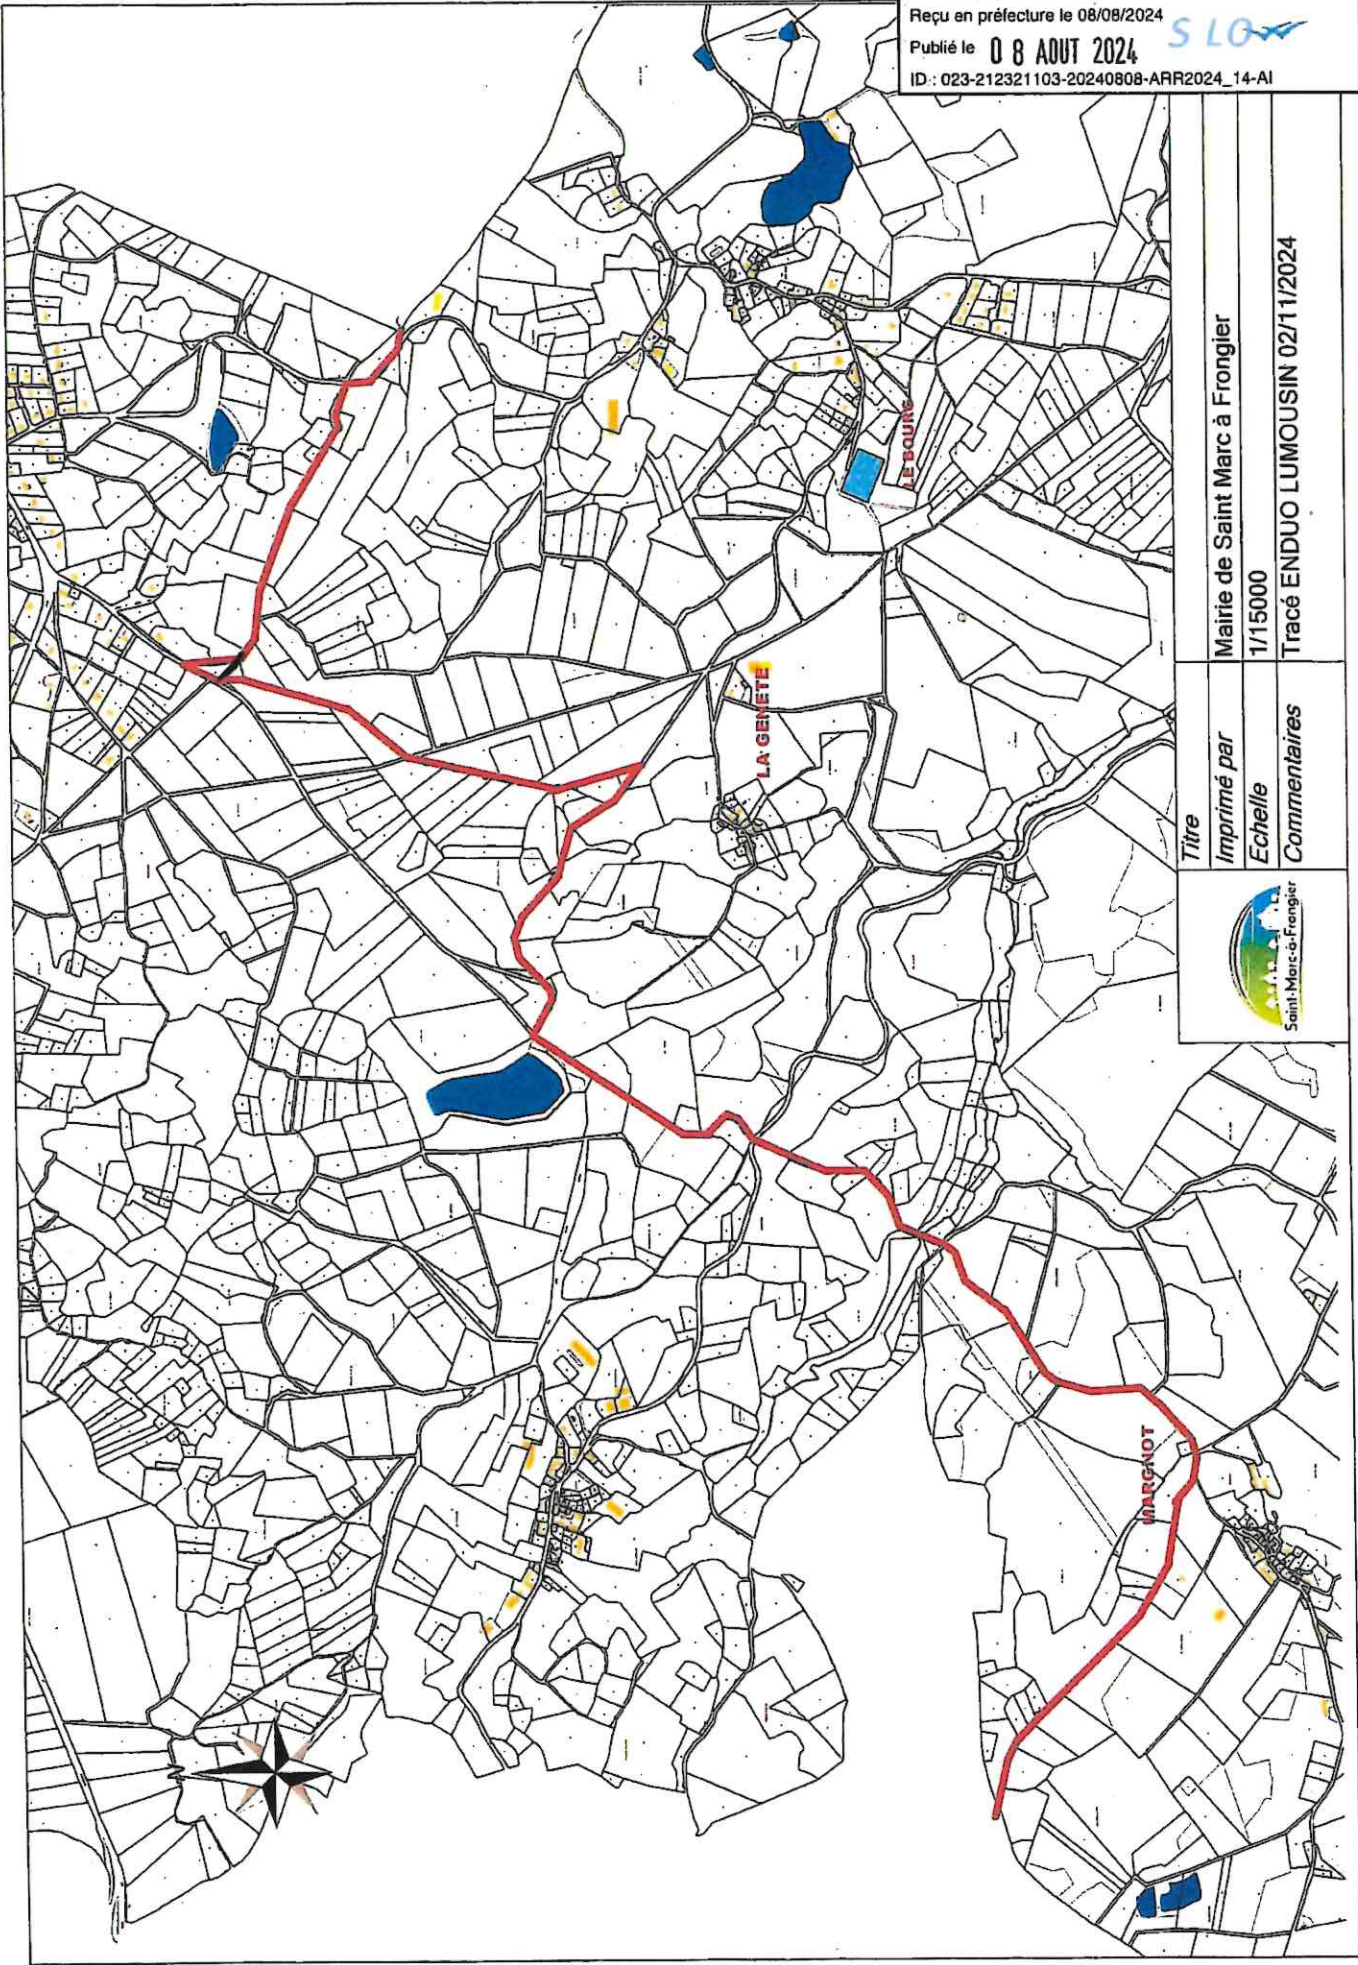 Reçu en préfecture le 08/08/2024
Publié le 08 AOUT 2024
SLOW
ID : 023-212321103-20240808-ARR2024_14-AI
LE BOURG
LA GENETE
MARGNOT
N
Titre
Imprimé par Mairie de Saint Marc à Frongier
Echelle 1/15000
Commentaires Tracé ENDUO LUMOUSIN 02/11/2024
Saint-Marc-à-Frongier